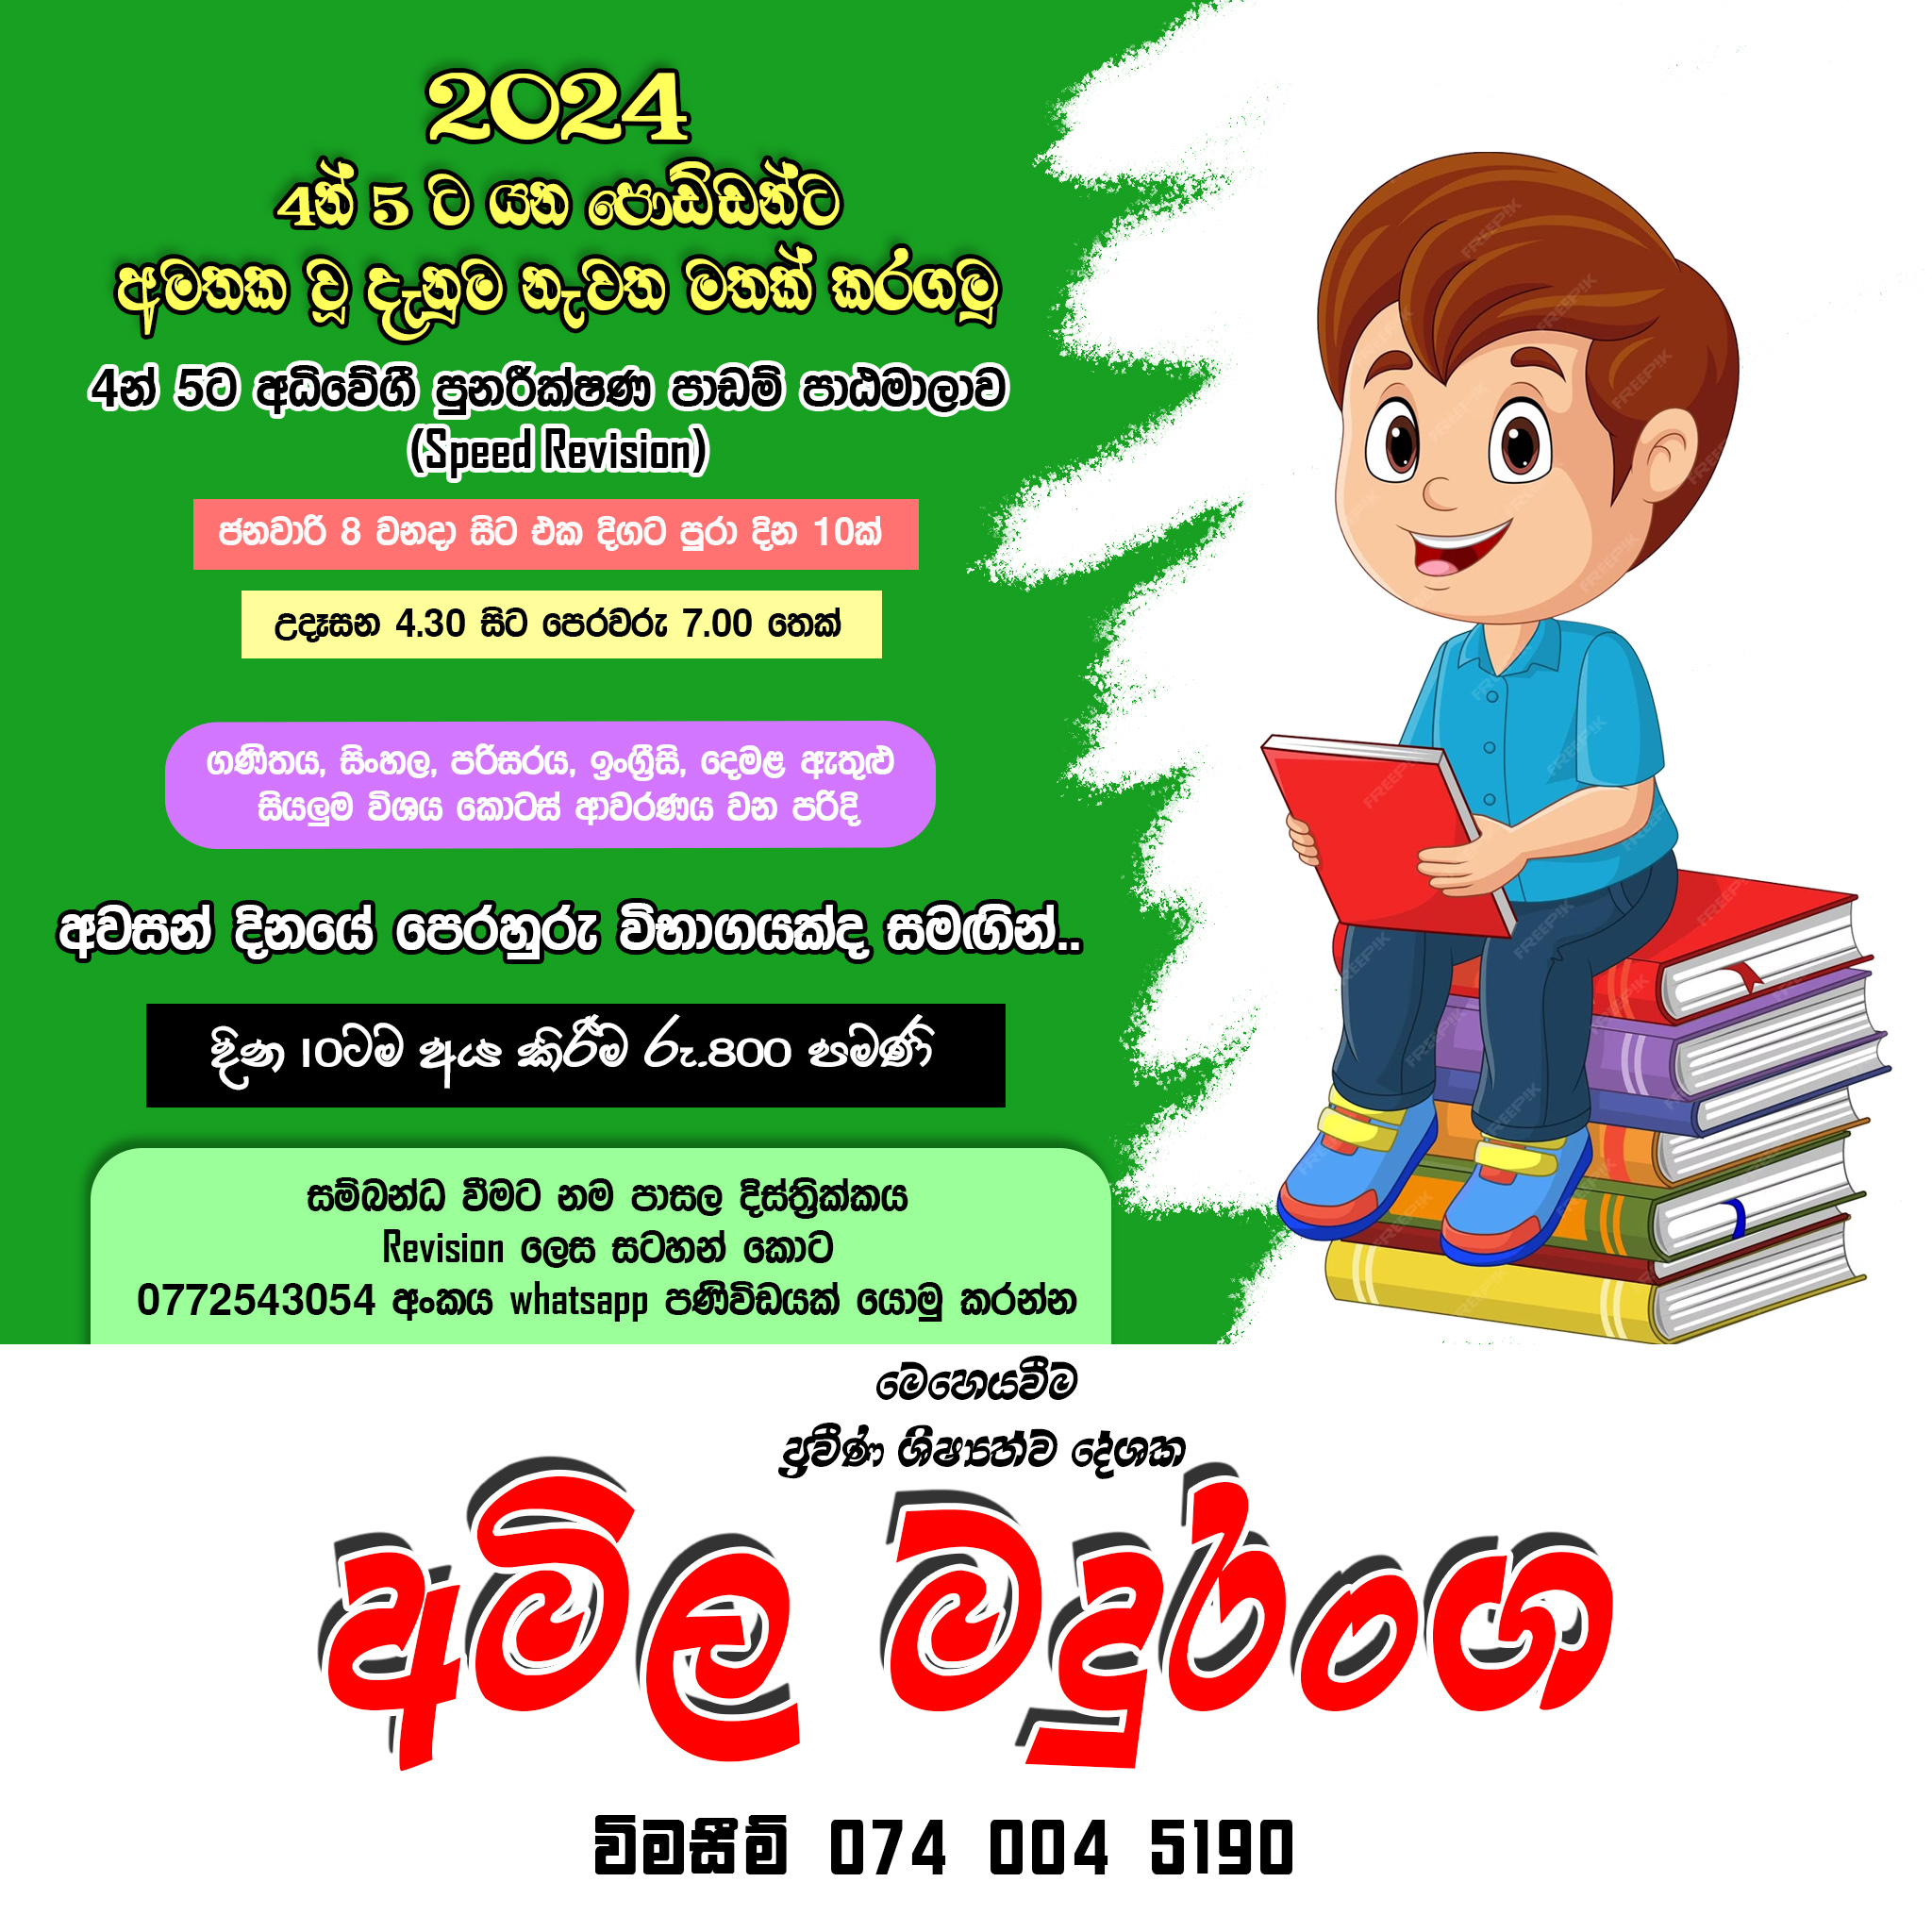 2024
4න් 5 ට යන පොඩ්ඩන්ට
අමතක වූ දැනුම නැවත මතක් කරගමු
4න් 5ට අධිවේගී පුනරීක්ෂණ පාඩම් පාඨමාලාව
(Speed Revision)
ජනවාරි 8 වනදා සිට එක දිගට පුරා දින 10ක්
උදෑසන 4.30 සිට පෙරවරු 7.00 තෙක්
ගණිතය, සිංහල, පරිසරය, ඉංග්‍රීසි, දෙමළ ඇතුළු
සියලුම විශය කොටස් ආවරණය වන පරිදි
අවසන් දිනයේ පෙරහුරු විභාගයක්ද සමඟින්..
දින 10ටම අය කිරීම රු.800 පමණි
සම්බන්ධ වීමට නම පාසල දිස්ත්‍රික්කය
Revision ලෙස සටහන් කොට
0772543054 අංකය whatsapp පණිවිඩයක් යොමු කරන්න
මෙහෙයවීම
ප්‍රවීණ ශිෂ්‍යත්ව දේශක
අමිල මදුරංග
විමසීම් 074 004 5190